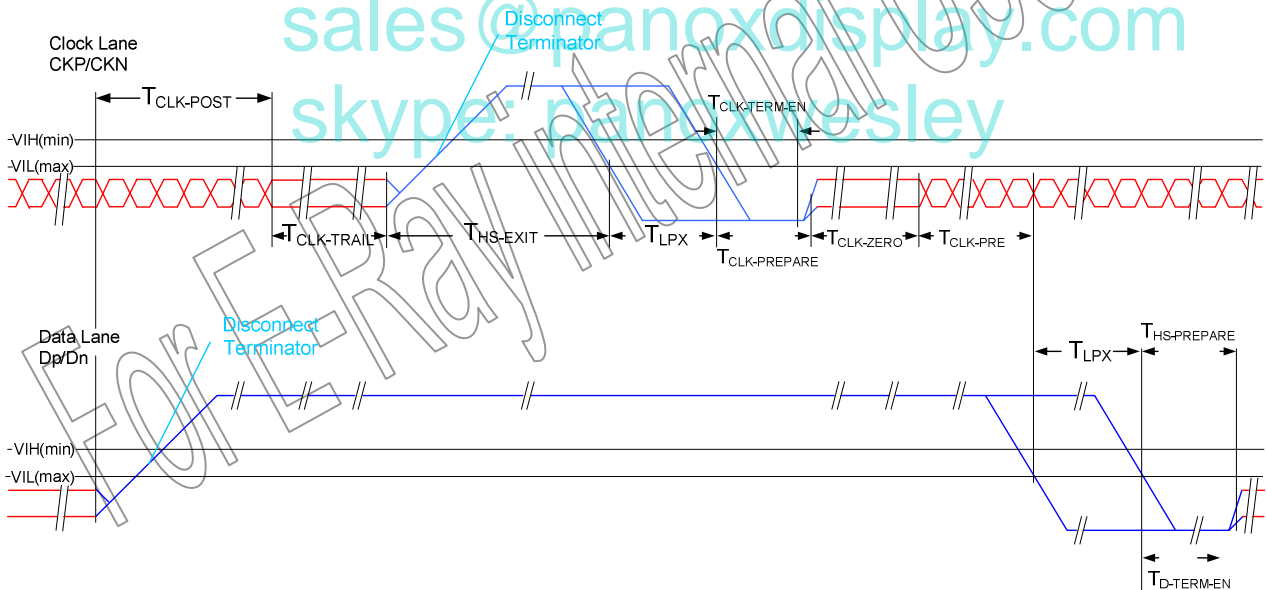 sales@panoxdisplay.com
Disconnect
Terminator
Clock Lane
CKP/CKN
TCLK-POST
skype: panoxwesley
TCLK-TERM-EN
VIH(min)
VIL(max)
TCLK-TRAIL
THS-EXIT
TLPX
TCLK-PREPARE
TCLK-ZERO
TCLK-PRE
For E-Ray internal Use
Data Lane
Dp/Dn
Disconnect
Terminator
TLPX
THS-PREPARE
VIH(min)
VIL(max)
TD-TERM-EN